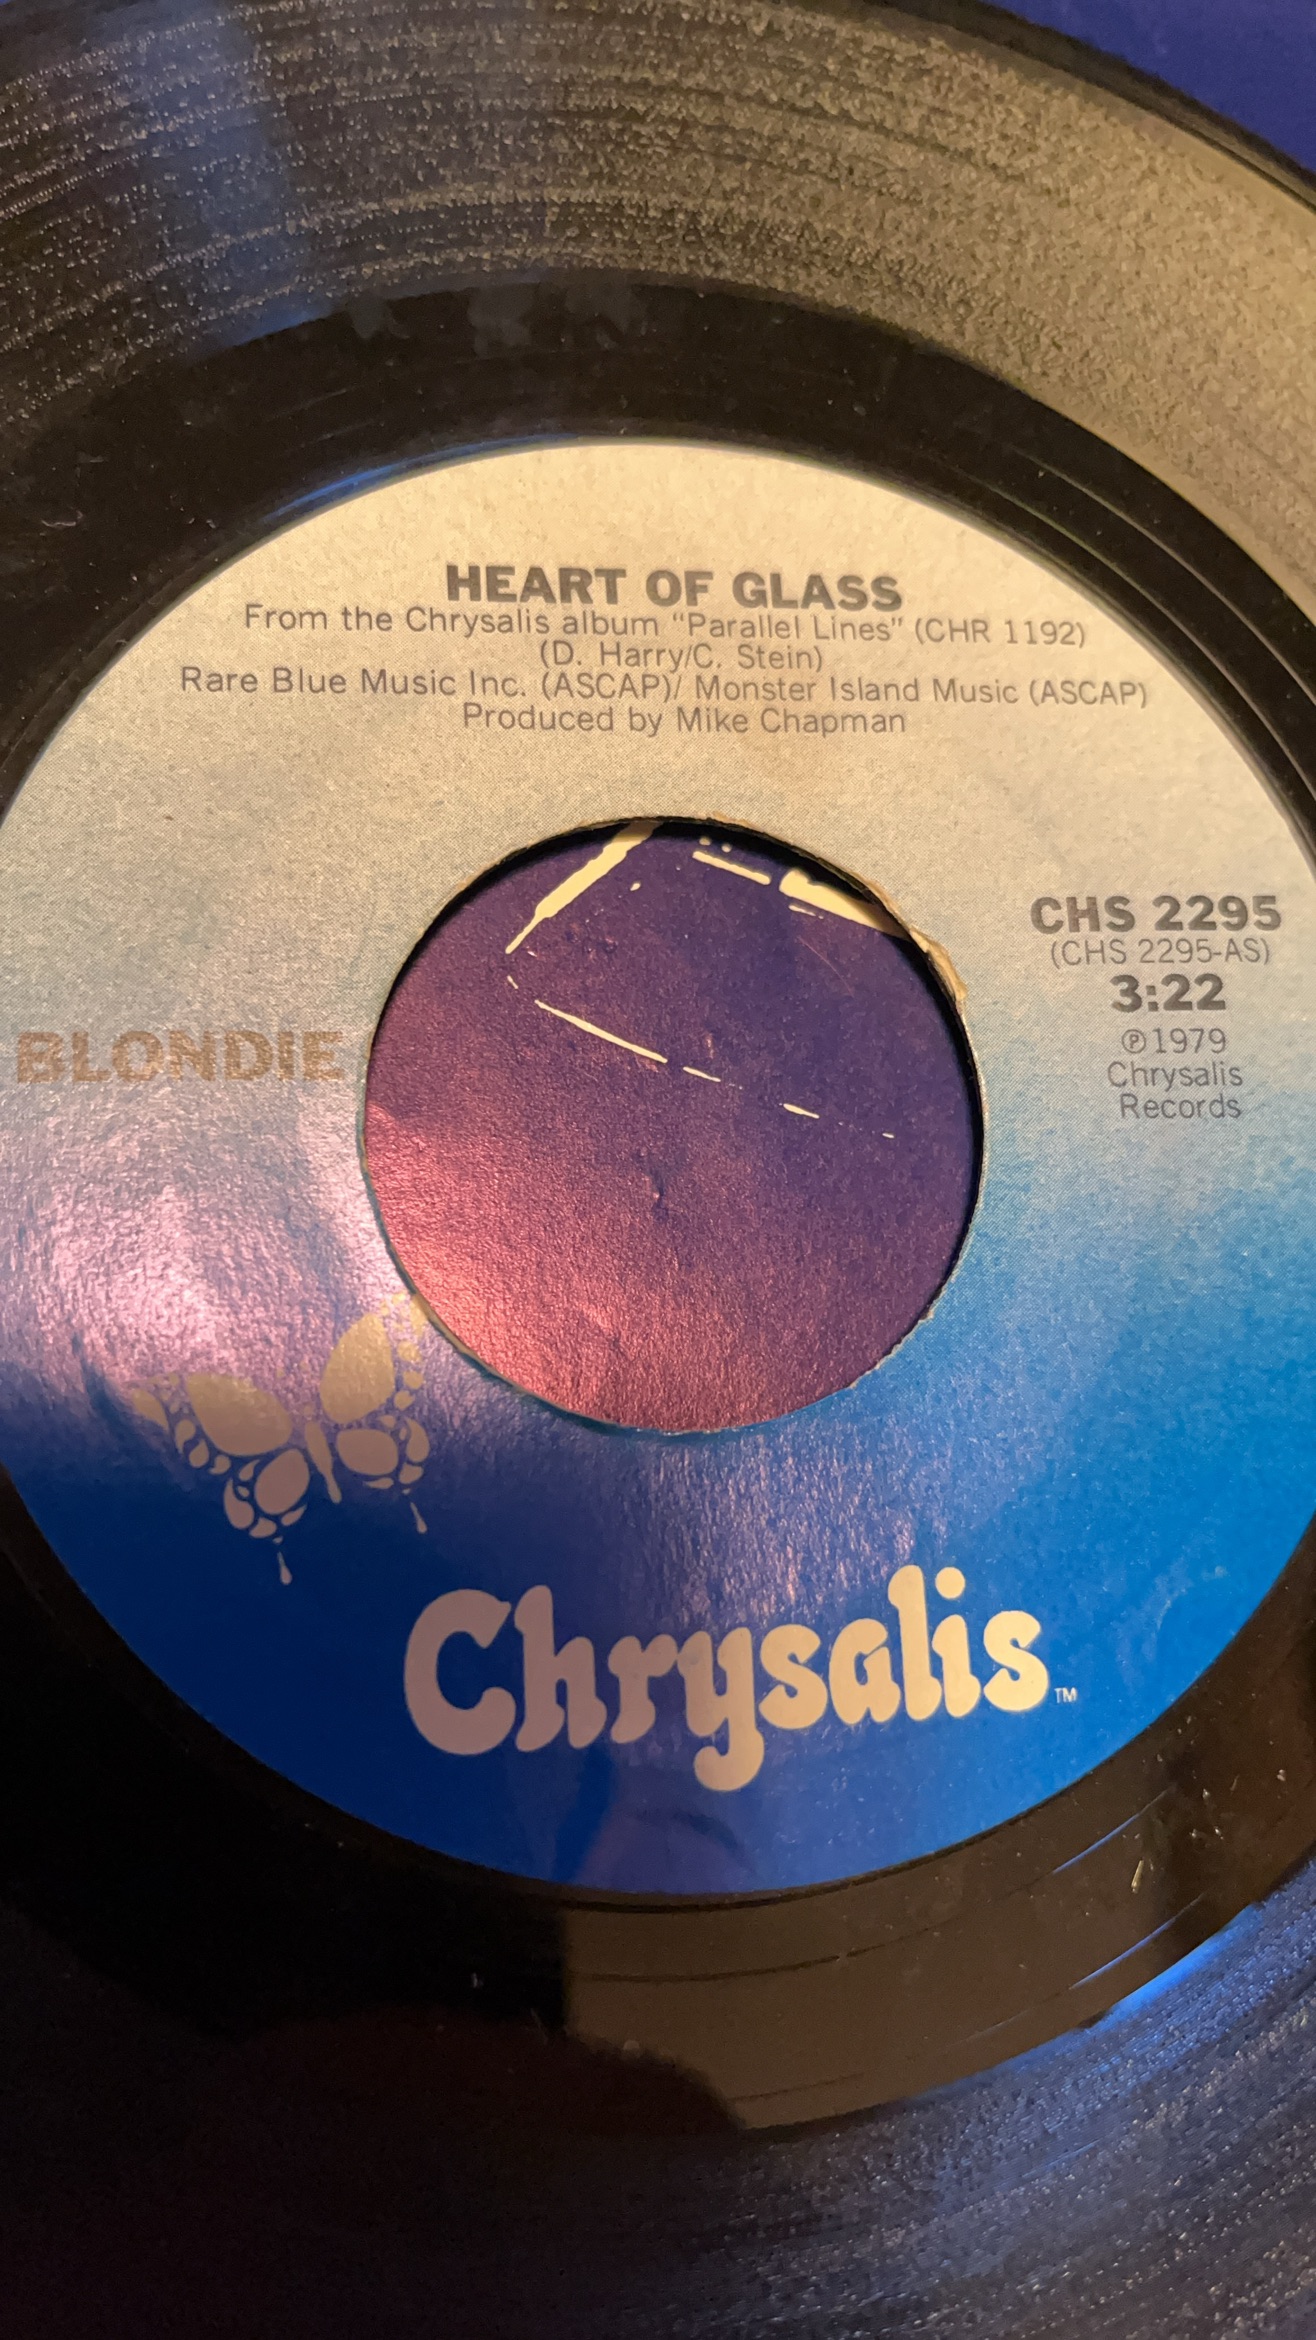 HEART OF GLASS
From the Chrysalis album "Parallel Lines" (CHR 1192)
(D. Harry/C. Stein)
Rare Blue Music Inc. (ASCAP)/ Monster Island Music (ASCAP)
Produced by Mike Chapman
CHS 2295
(CHS 2295-AS)
3:22
℗1979
Chrysalis
Records
BLONDIE
Chrysalis™